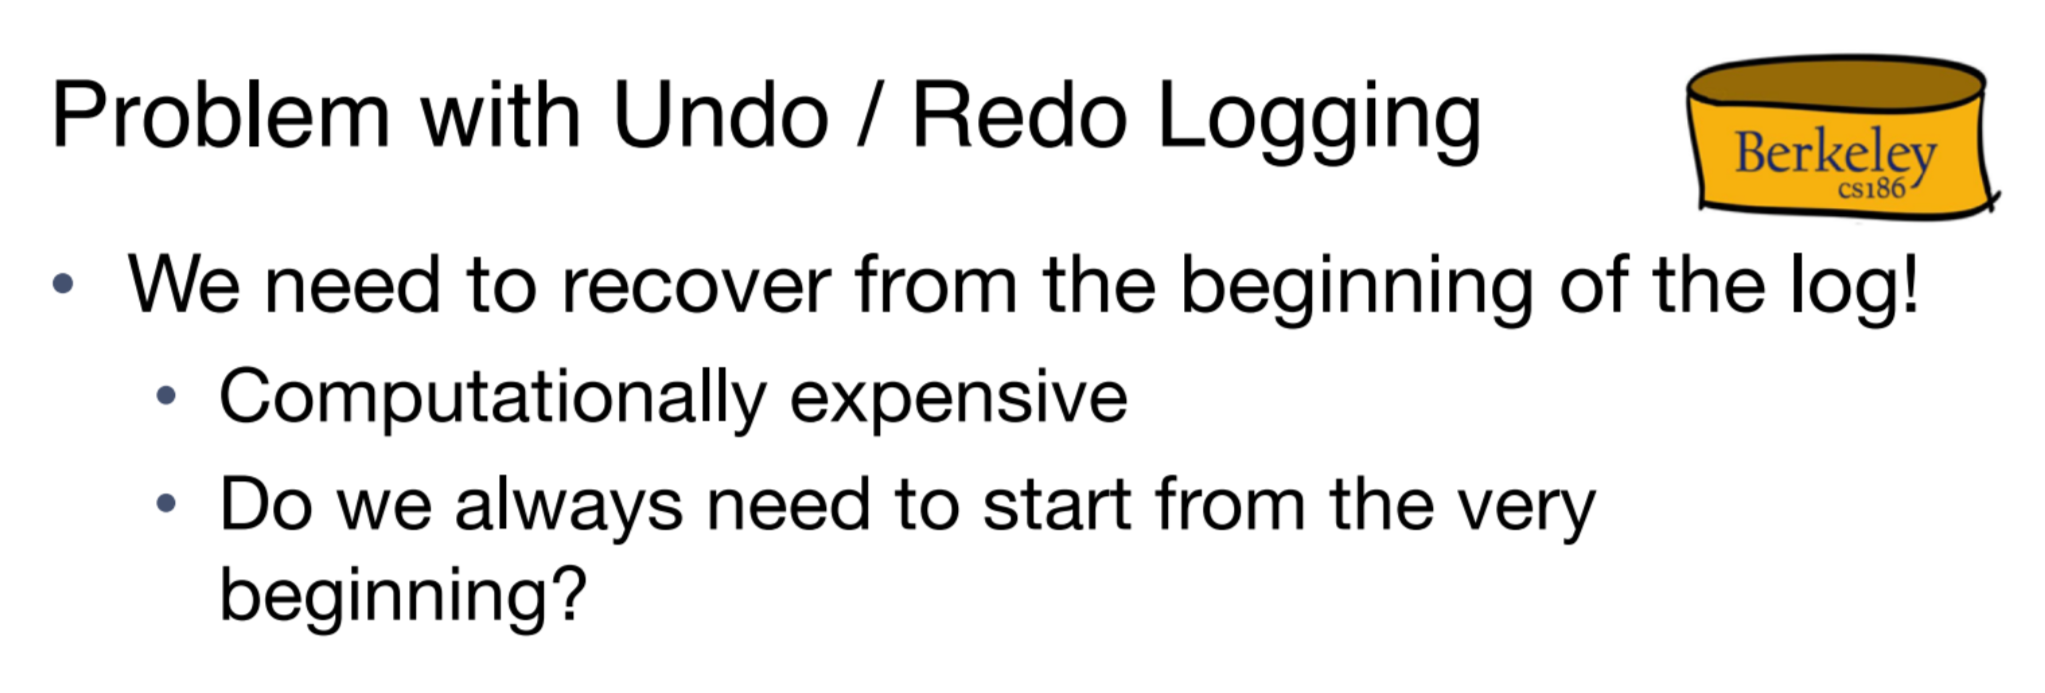 Problem with Undo / Redo Logging
Berkeley
cs186
• We need to recover from the beginning of the log!
• Computationally expensive
• Do we always need to start from the very
beginning?